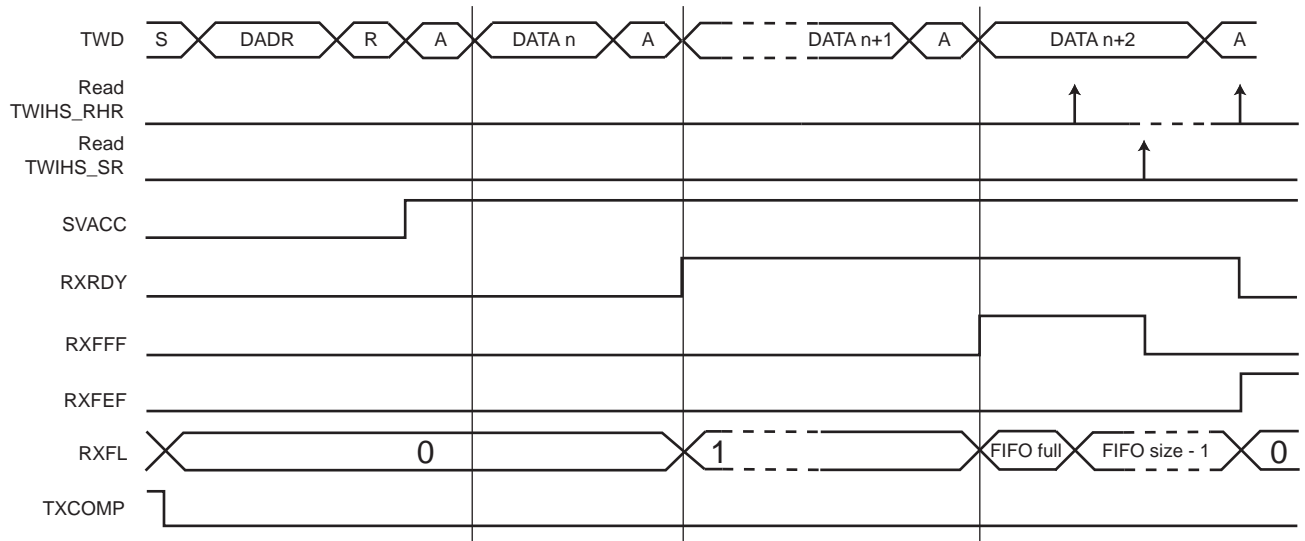 TWD S DADR R A DATA n A DATA n+1 A DATA n+2 A
Read
TWIHS_RHR
Read
TWIHS_SR
SVACC
RXRDY
RXFFF
RXFEF
RXFL 0 1 FIFO full FIFO size - 1 0
TXCOMP